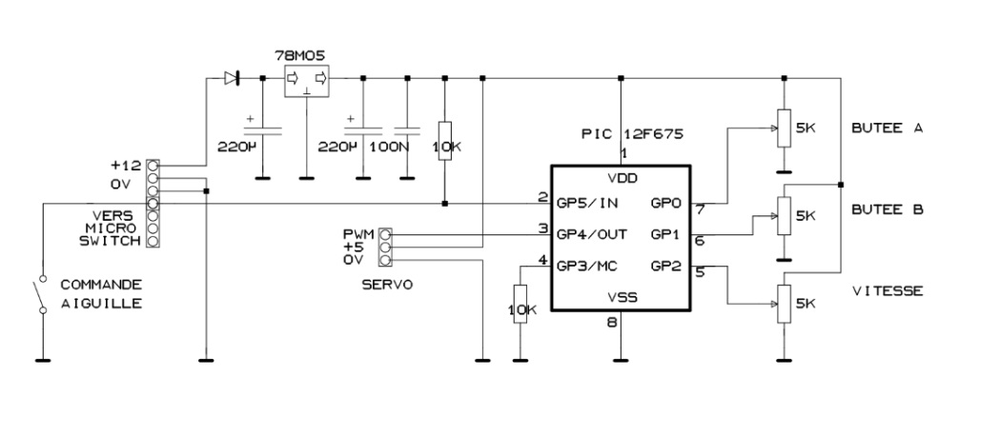 78M05
+
220µ
+
220µ
100N
10K
PIC 12F675
1
5K
BUTEE A
+12
0V
VDD
2
GP5/IN
GP0
7
VERS
MICRO
SWITCH
5K
BUTEE B
PWM
+5
0V
3
GP4/OUT
GP1
6
4
GP3/MC
GP2
5
SERVO
COMMANDE
AIGUILLE
10K
VSS
8
5K
VITESSE